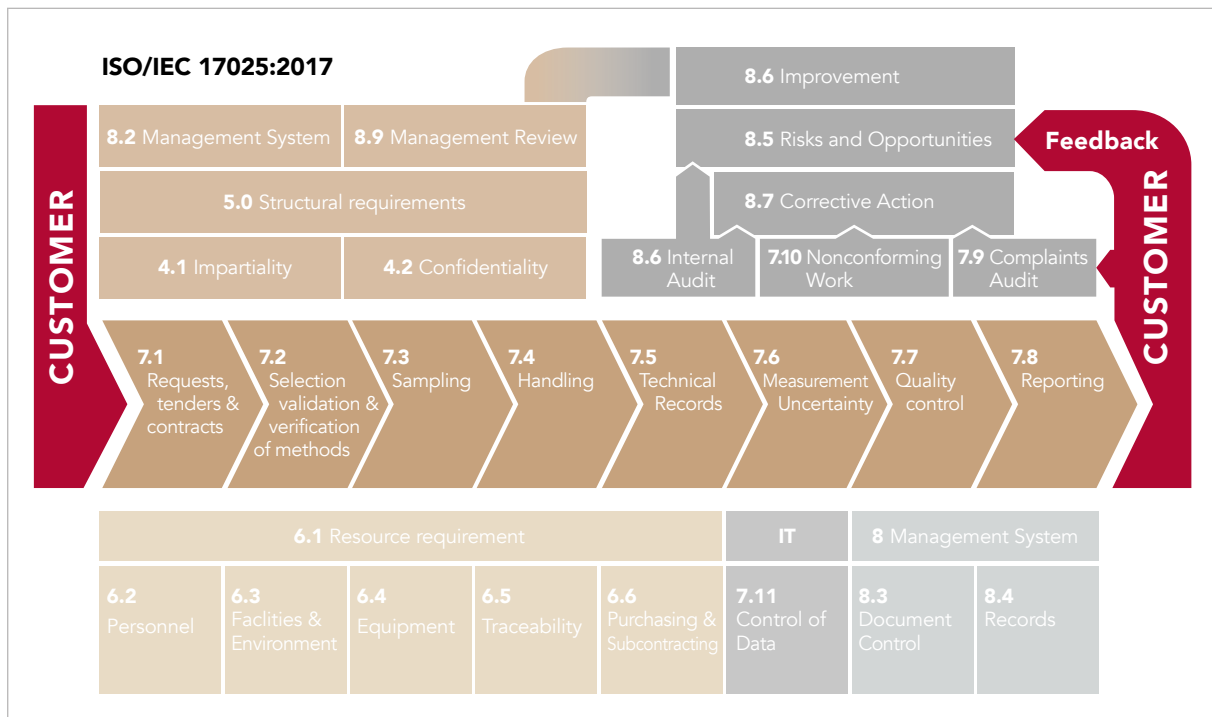 ISO/IEC 17025:2017
CUSTOMER
8.2 Management System
8.9 Management Review
5.0 Structural requirements
4.1 Impartiality
4.2 Confidentiality
8.6 Improvement
8.5 Risks and Opportunities
8.7 Corrective Action
8.6 Internal
Audit
7.10 Nonconforming
Work
7.9 Complaints
Audit
Feedback
CUSTOMER
7.1
Requests,
tenders &
contracts
7.2
Selection
validation &
verification
of methods
7.3
Sampling
7.4
Handling
7.5
Technical
Records
7.6
Measurement
Uncertainty
7.7
Quality
control
7.8
Reporting
6.1 Resource requirement
IT
8 Management System
6.2
Personnel
6.3
Faclities &
Environment
6.4
Equipment
6.5
Traceability
6.6
Purchasing &
Subcontracting
7.11
Control of
Data
8.3
Document
Control
8.4
Records